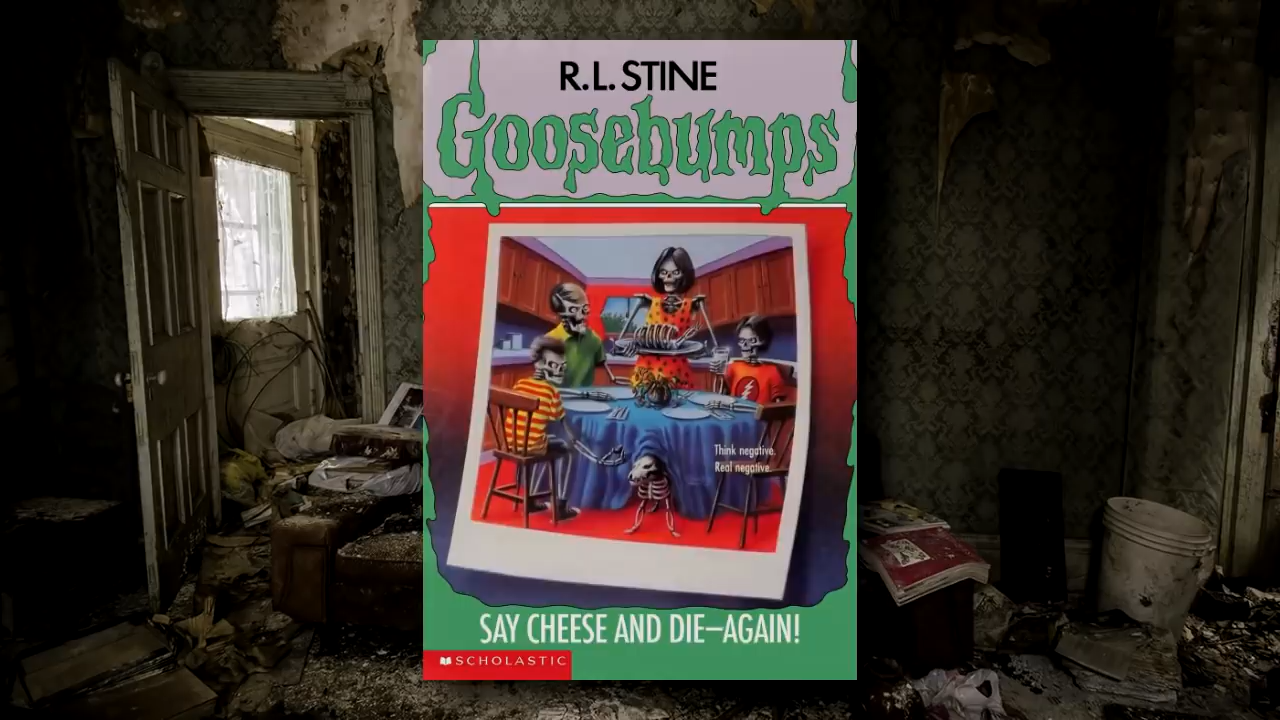 R.L. STINE
Goosebumps
Think negative.
Real negative.
SAY CHEESE AND DIE–AGAIN!
SCHOLASTIC